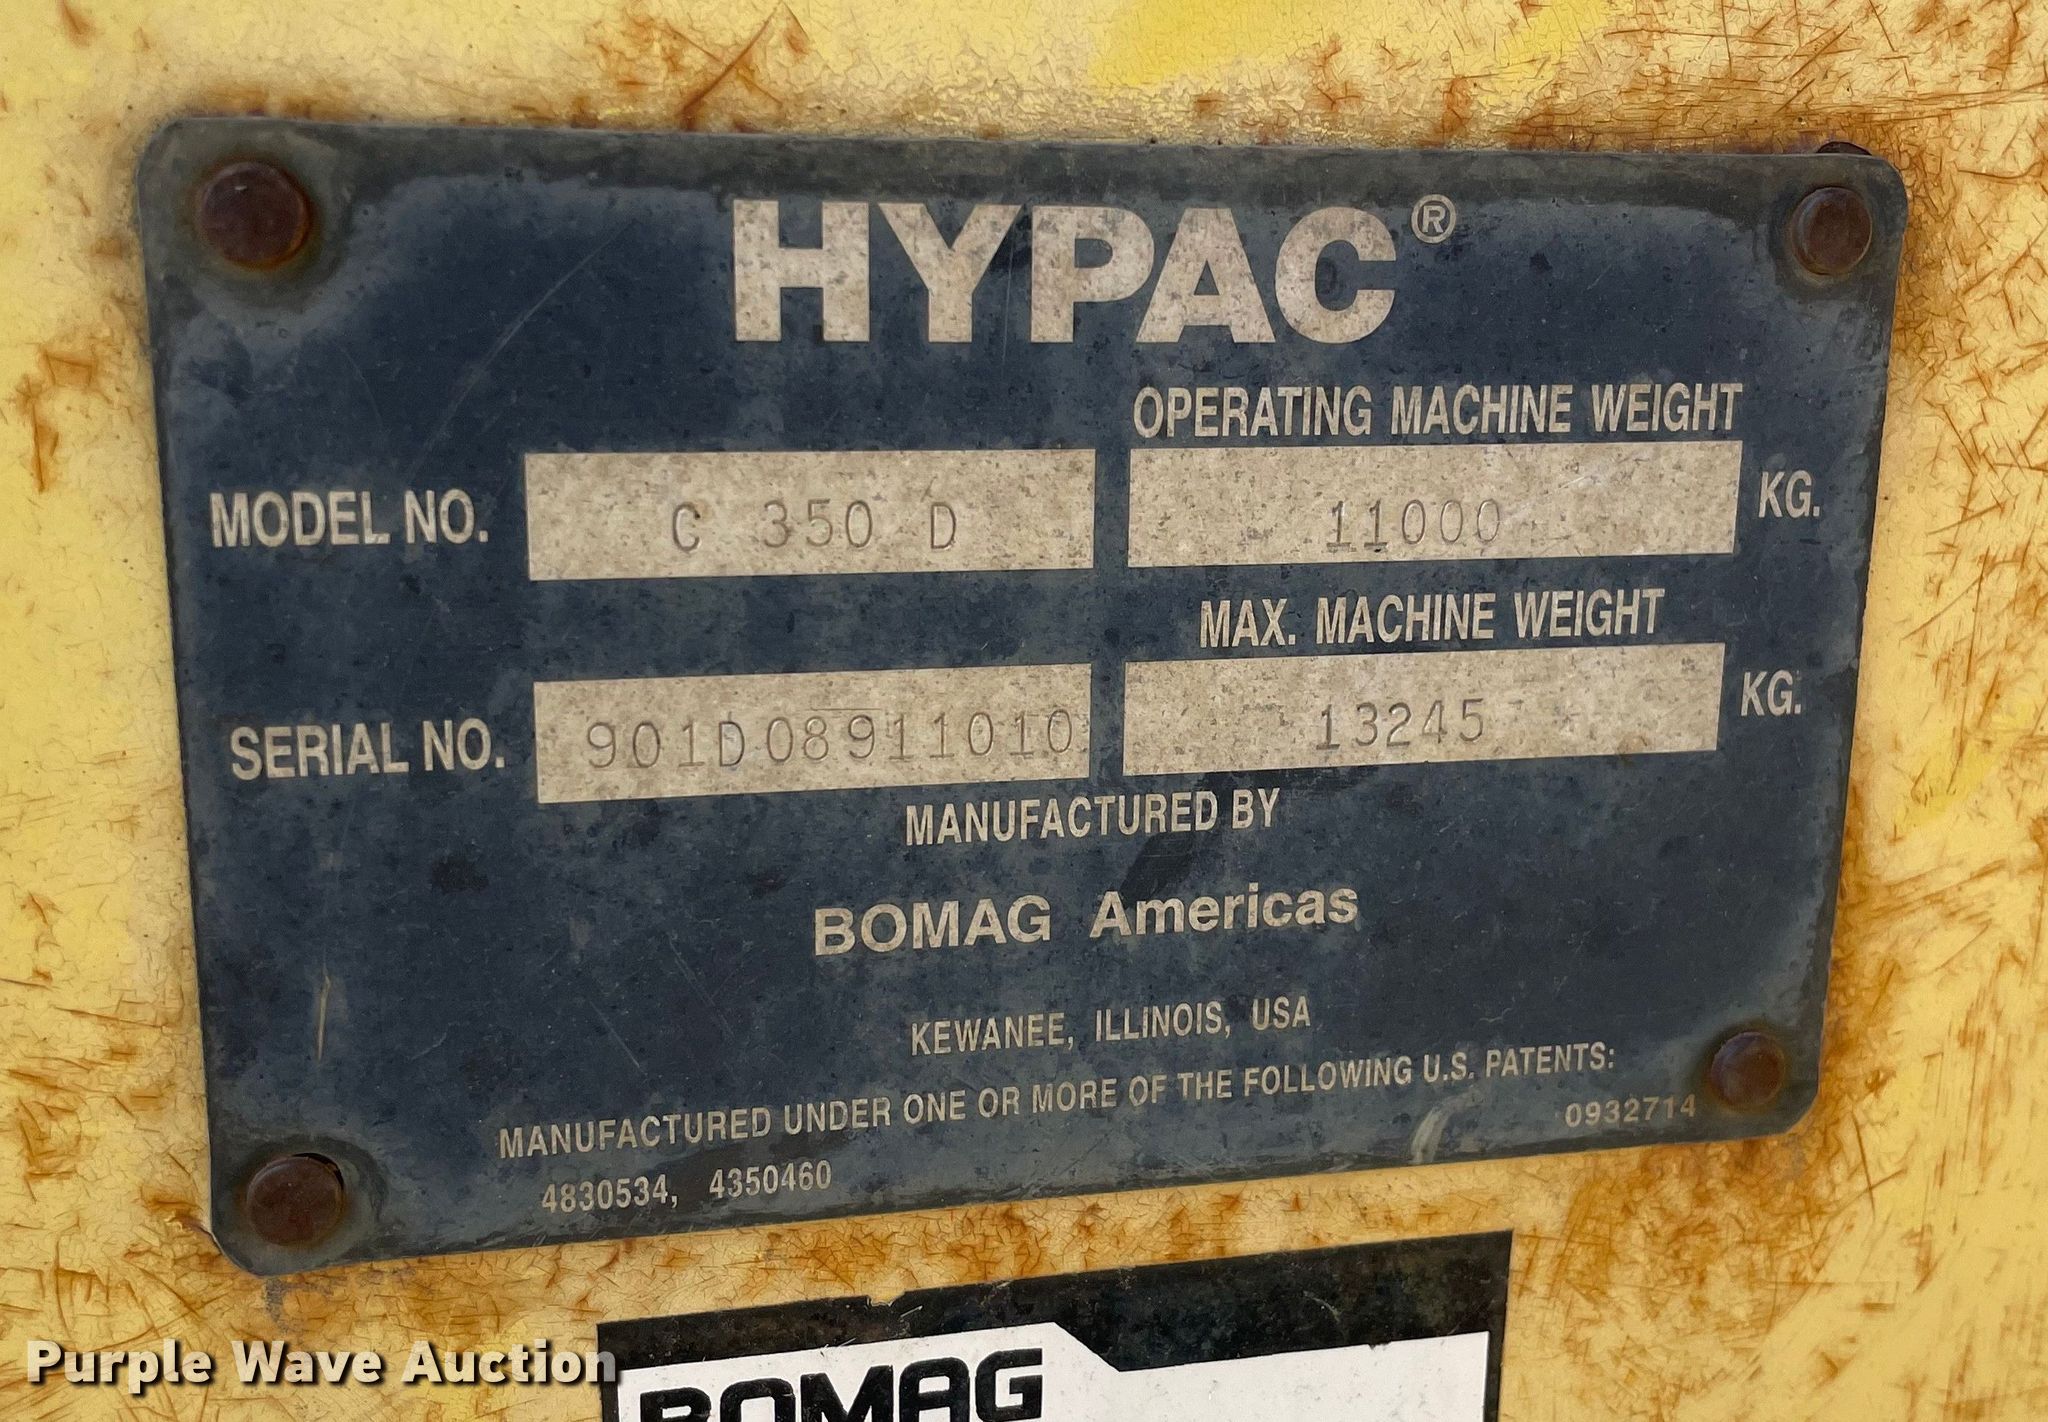 HYPAC®
OPERATING MACHINE WEIGHT
MODEL NO. C 350 D 11000 KG.
MAX. MACHINE WEIGHT
SERIAL NO. 901D08911010 13245 KG.
MANUFACTURED BY
BOMAG Americas
KEWANEE, ILLINOIS, USA
MANUFACTURED UNDER ONE OR MORE OF THE FOLLOWING U.S. PATENTS:
4830534, 4350460 0932714
BOMAG
Purple Wave Auction